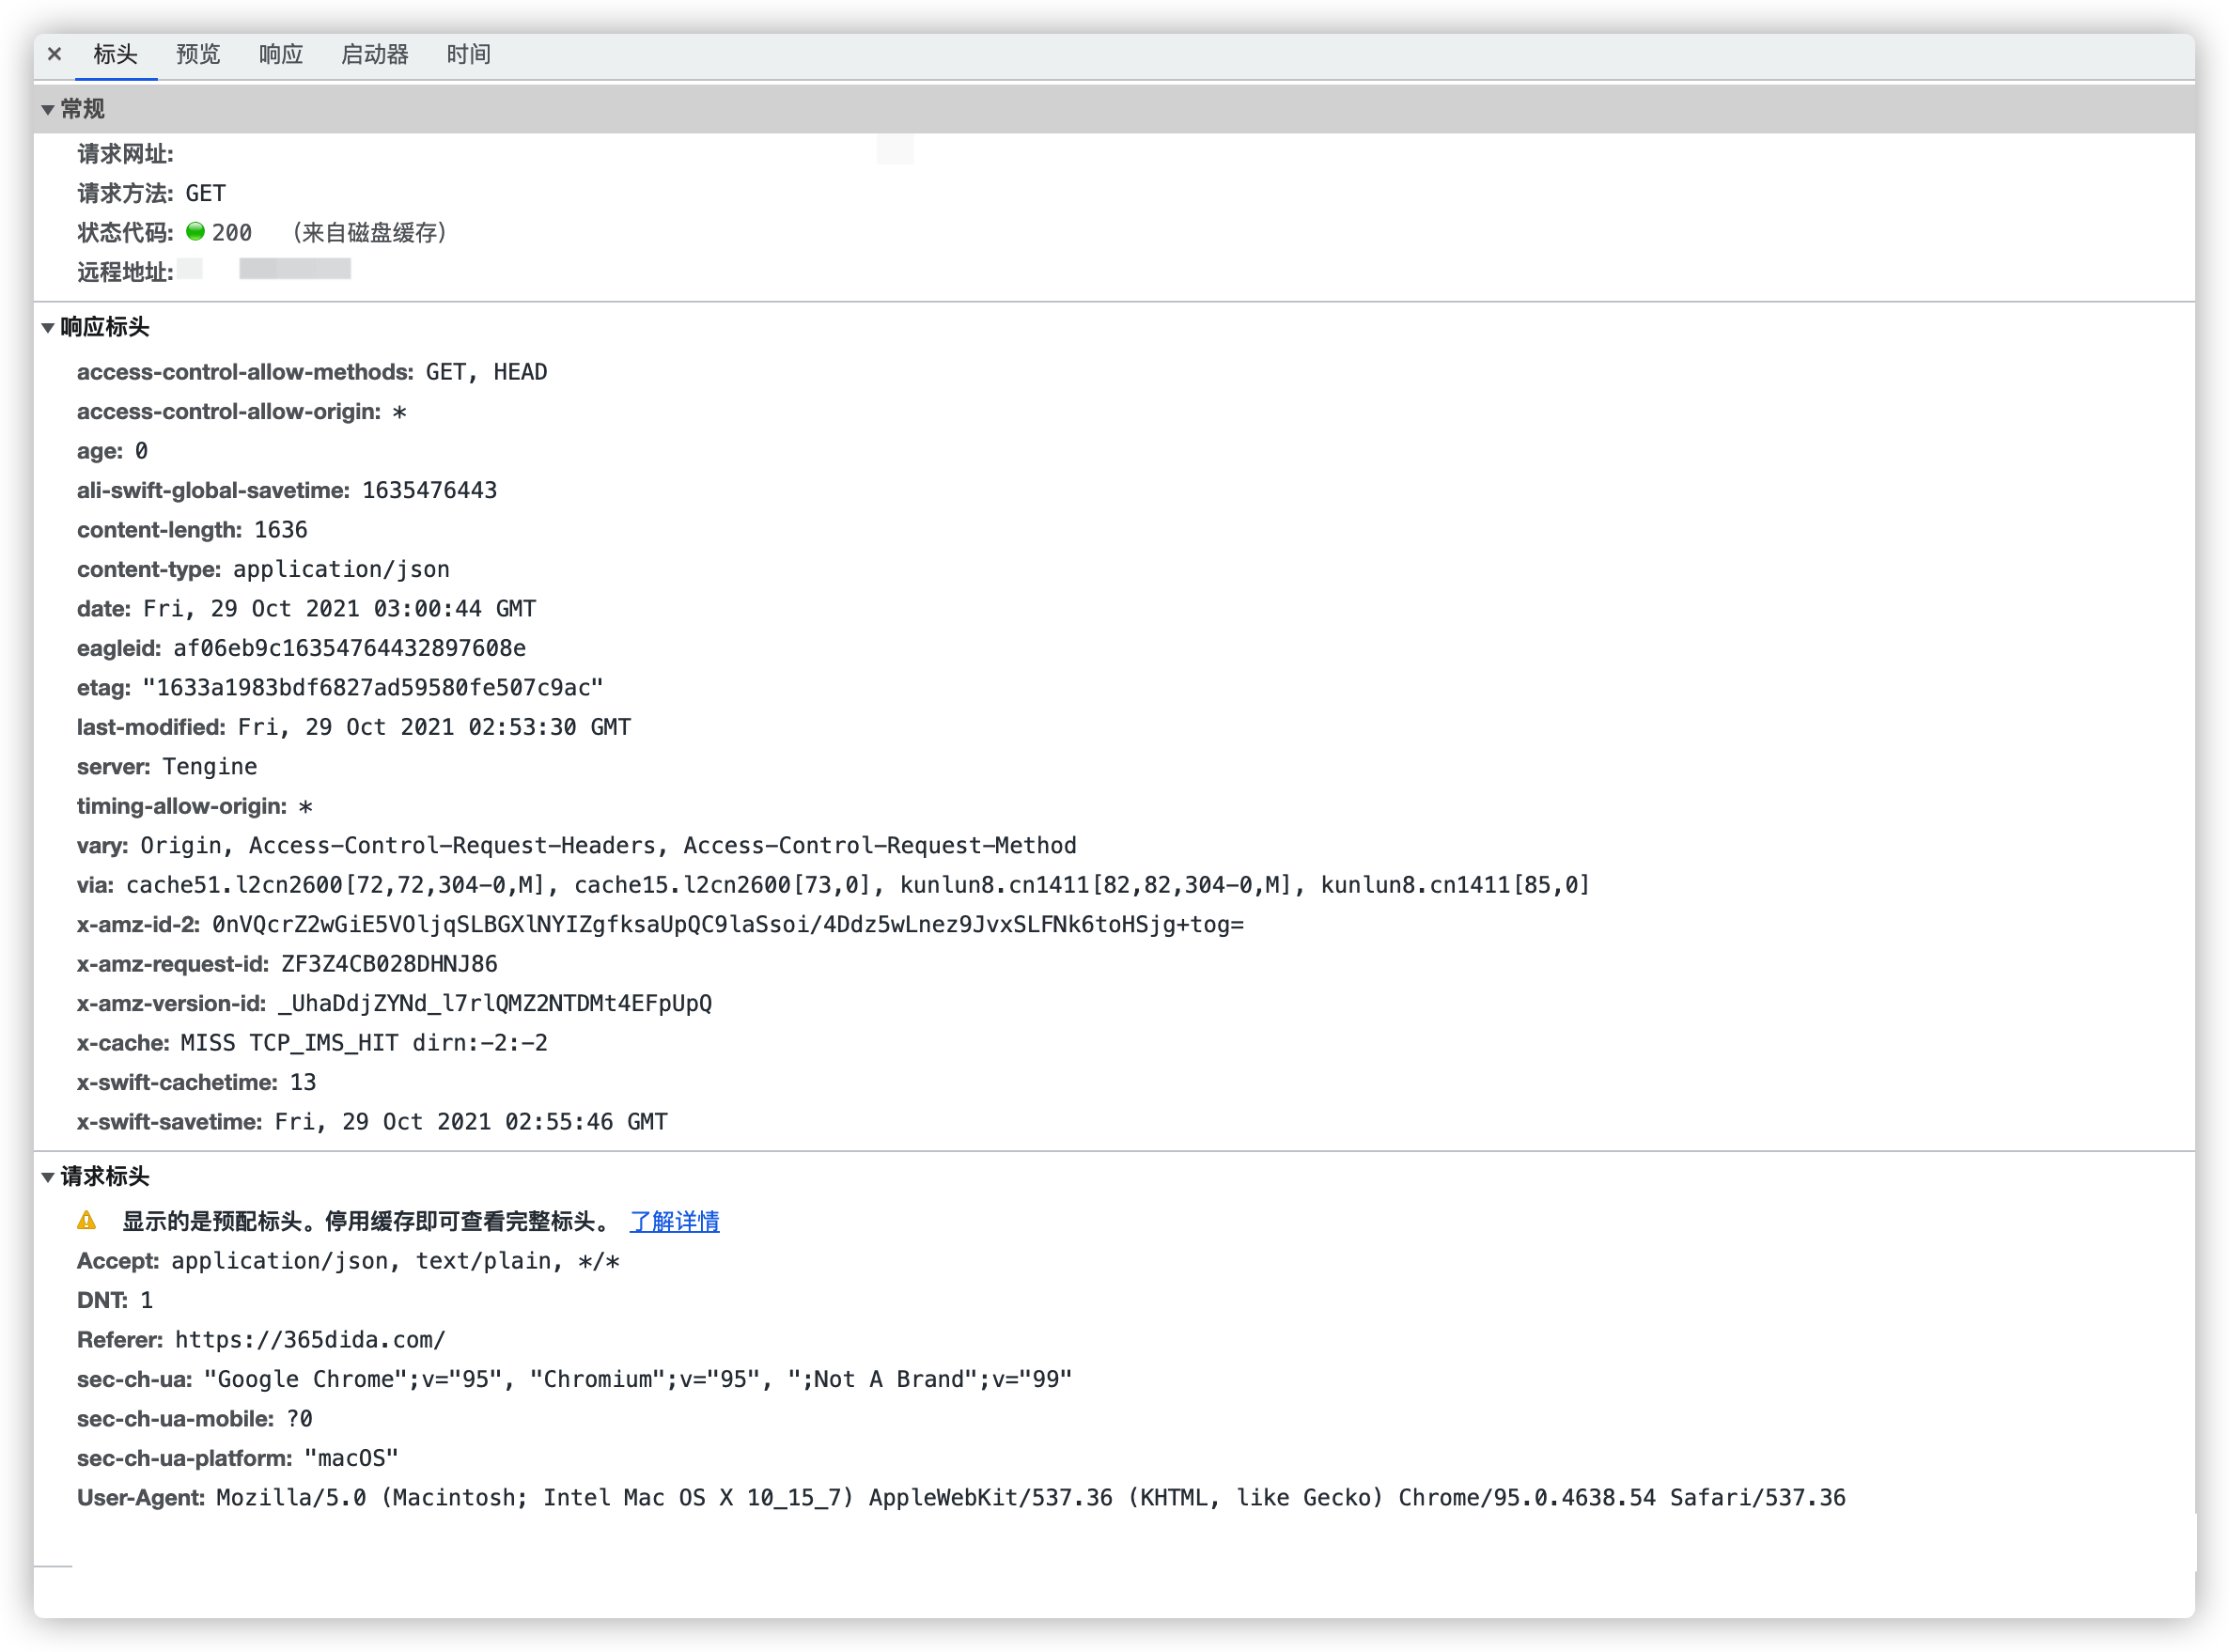 × 标头 预览 响应 启动器 时间
▼常规
请求网址:
请求方法: GET
状态代码: 200 （来自磁盘缓存）
远程地址:
▼响应标头
access-control-allow-methods: GET, HEAD
access-control-allow-origin: *
age: 0
ali-swift-global-savetime: 1635476443
content-length: 1636
content-type: application/json
date: Fri, 29 Oct 2021 03:00:44 GMT
eagleid: af06eb9c16354764432897608e
etag: "1633a1983bdf6827ad59580fe507c9ac"
last-modified: Fri, 29 Oct 2021 02:53:30 GMT
server: Tengine
timing-allow-origin: *
vary: Origin, Access-Control-Request-Headers, Access-Control-Request-Method
via: cache51.l2cn2600[72,72,304-0,M], cache15.l2cn2600[73,0], kunlun8.cn1411[82,82,304-0,M], kunlun8.cn1411[85,0]
x-amz-id-2: 0nVQcrZ2wGiE5VOljqSLBGXlNYIZgfksaUpQC9laSsoi/4Ddz5wLnez9JvxSLFNk6toHSjg+tog=
x-amz-request-id: ZF3Z4CB028DHNJ86
x-amz-version-id: _UhaDdjZYNd_l7rlQMZ2NTDMt4EFpUpQ
x-cache: MISS TCP_IMS_HIT dirn:-2:-2
x-swift-cachetime: 13
x-swift-savetime: Fri, 29 Oct 2021 02:55:46 GMT
▼请求标头
显示的是预配标头。停用缓存即可查看完整标头。 了解详情
Accept: application/json, text/plain, */*
DNT: 1
Referer: https://365dida.com/
sec-ch-ua: "Google Chrome";v="95", "Chromium";v="95", ";Not A Brand";v="99"
sec-ch-ua-mobile: ?0
sec-ch-ua-platform: "macOS"
User-Agent: Mozilla/5.0 (Macintosh; Intel Mac OS X 10_15_7) AppleWebKit/537.36 (KHTML, like Gecko) Chrome/95.0.4638.54 Safari/537.36